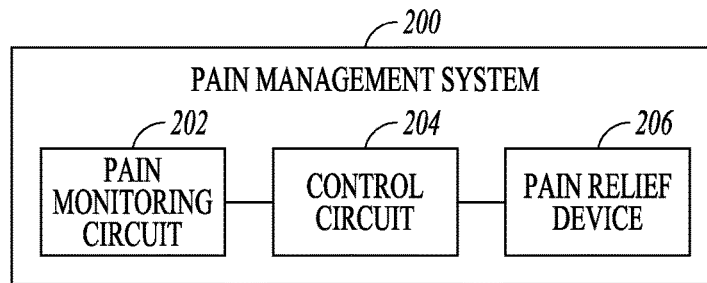 200
PAIN MANAGEMENT SYSTEM
202
204
206
PAIN
MONITORING
CIRCUIT
CONTROL
CIRCUIT
PAIN RELIEF
DEVICE